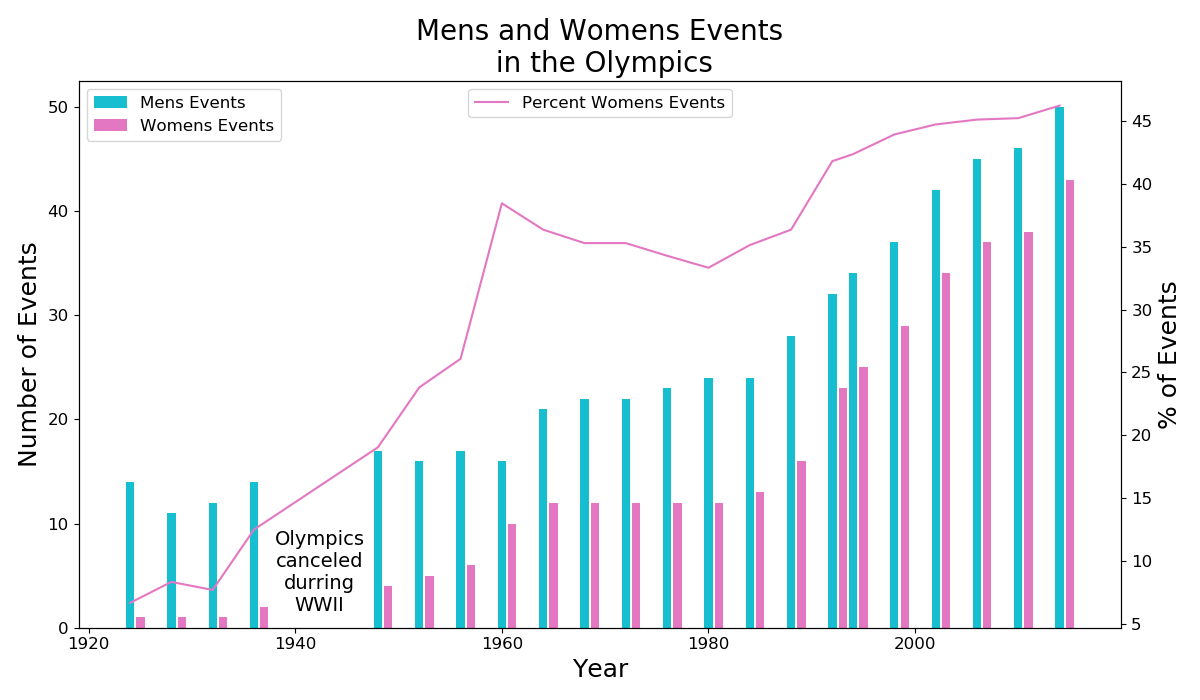 Mens and Womens Events
in the Olympics
Mens Events
Womens Events
Percent Womens Events
Number of Events
% of Events
50
40
30
20
10
0
45
40
35
30
25
20
15
10
5
Olympics
canceled
durring
WWII
1920
1940
1960
1980
2000
Year